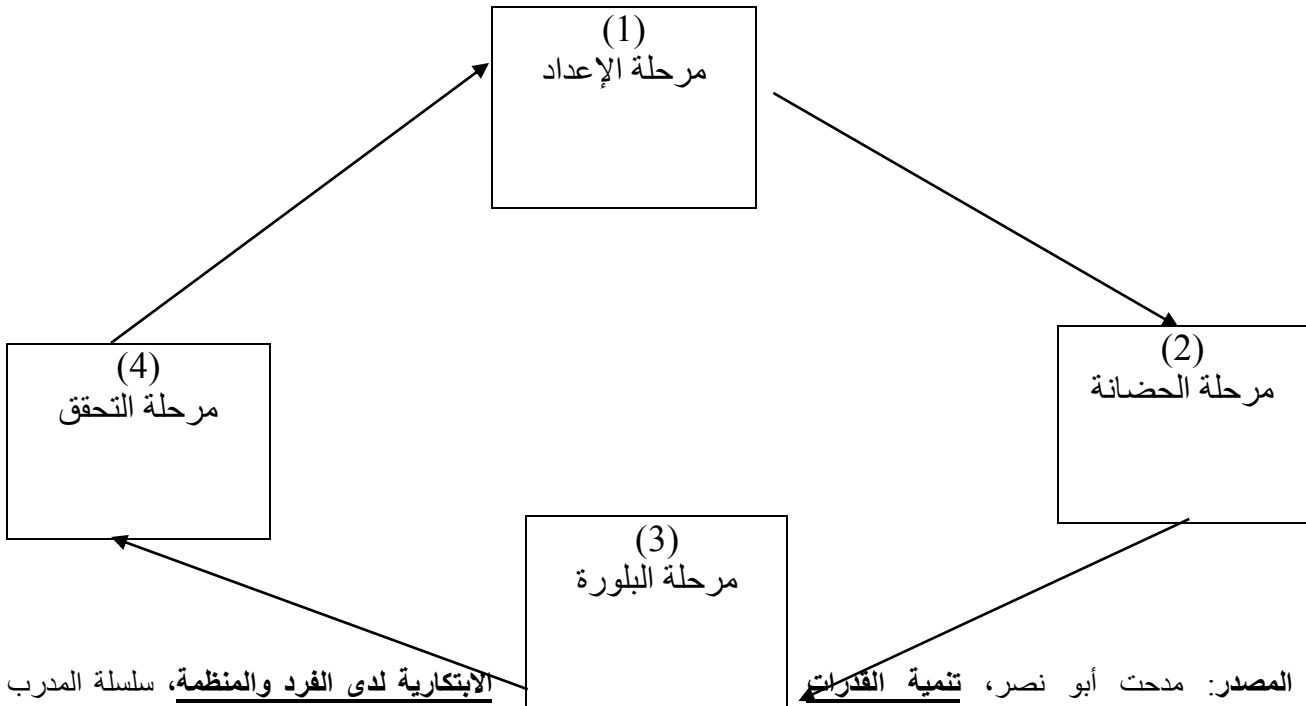 (1)
مرحلة الإعداد
(2)
مرحلة الحضانة
(3)
مرحلة البلورة
(4)
مرحلة التحقق
المصدر: مدحت أبو نصر، تنمية القدرات الابتكارية لدى الفرد والمنظمة، سلسلة المدرب